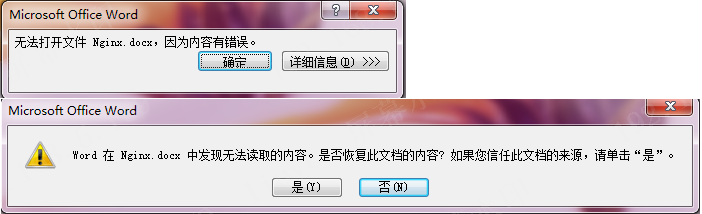 Microsoft Office Word
无法打开文件 Nginx.docx，因为内容有错误。
确定
详细信息(D) >>>
Microsoft Office Word
Word 在 Nginx.docx 中发现无法读取的内容。是否恢复此文档的内容? 如果您信任此文档的来源，请单击“是”。
是(Y)
否(N)